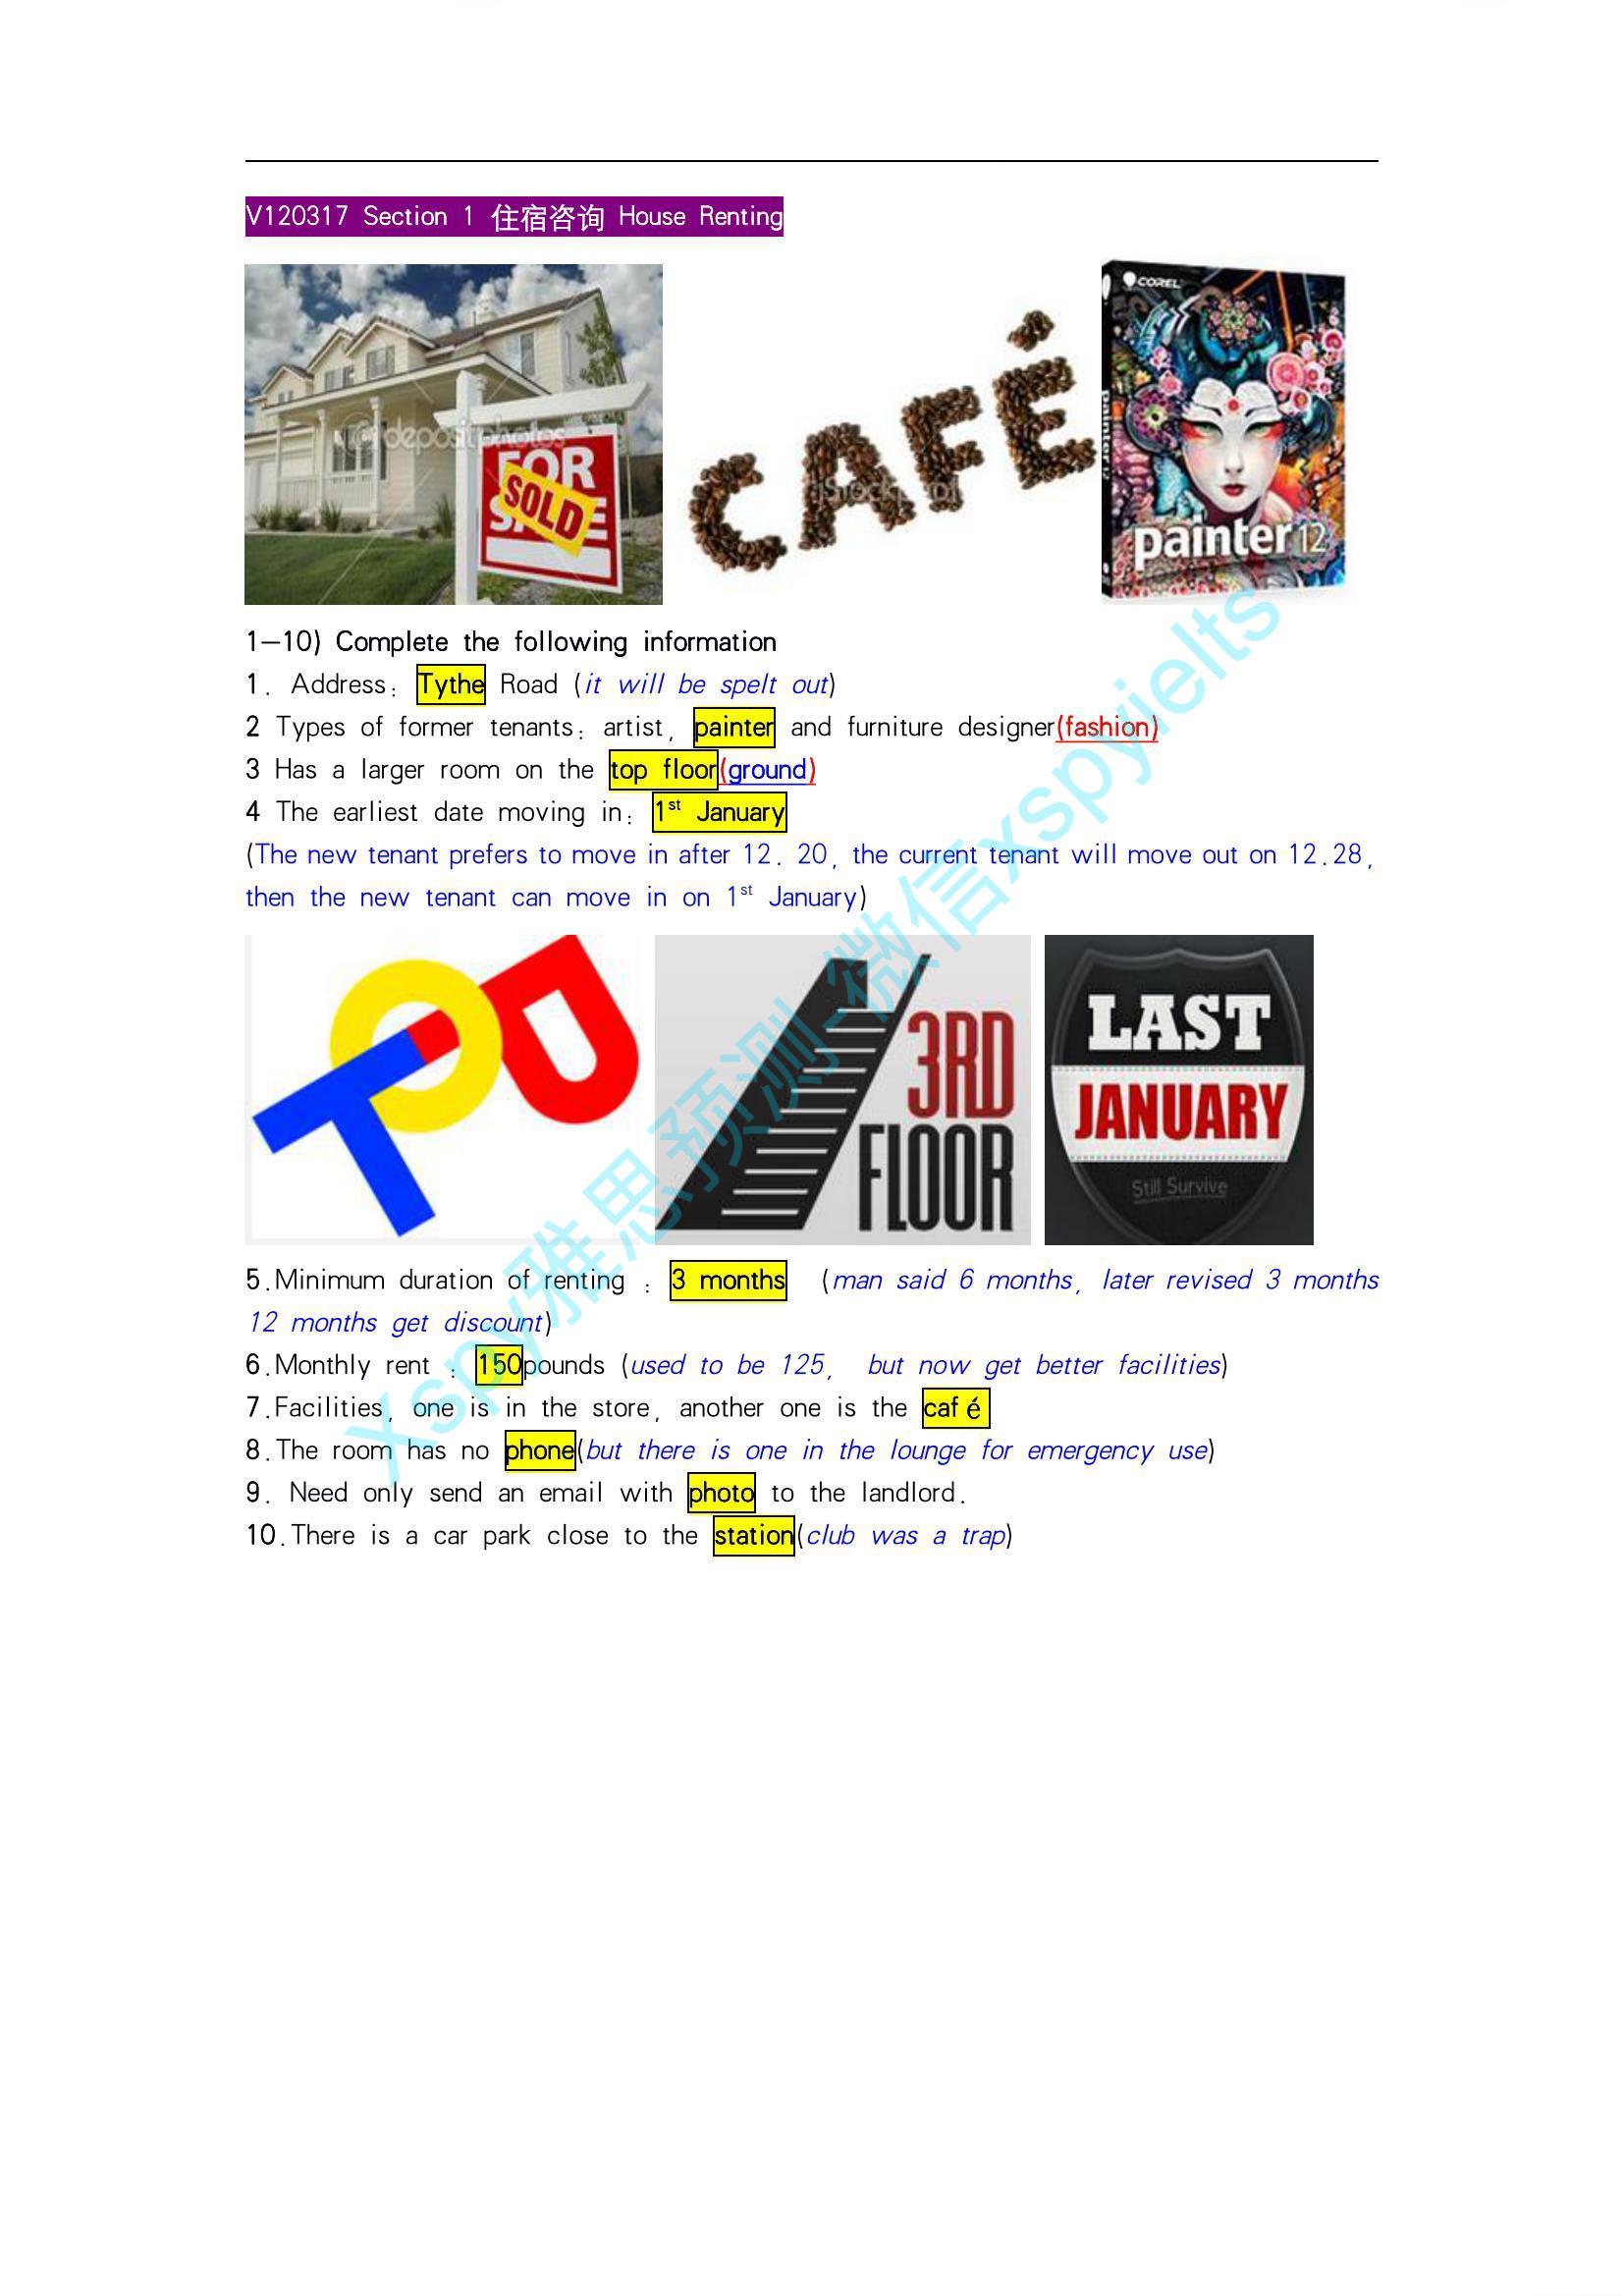 V120317 Section 1 住宿咨询 House Renting
depositphotos
FOR
SOLD
CAFÉ
iStockphoto
COREL
painter 12
1—10) Complete the following information
1. Address: Tythe Road (it will be spelt out)
2 Types of former tenants: artist, painter and furniture designer(fashion)
3 Has a larger room on the top floor(ground)
4 The earliest date moving in: 1st January
(The new tenant prefers to move in after 12. 20, the current tenant will move out on 12.28,
then the new tenant can move in on 1st January)
TOP
3RD
FLOOR
LAST
JANUARY
Still Survive
5.Minimum duration of renting : 3 months (man said 6 months, later revised 3 months
12 months get discount)
6.Monthly rent : 150pounds (used to be 125, but now get better facilities)
7.Facilities, one is in the store, another one is the café
8.The room has no phone(but there is one in the lounge for emergency use)
9. Need only send an email with photo to the landlord.
10.There is a car park close to the station(club was a trap)
Xspy雅思预测-微信xspyielts